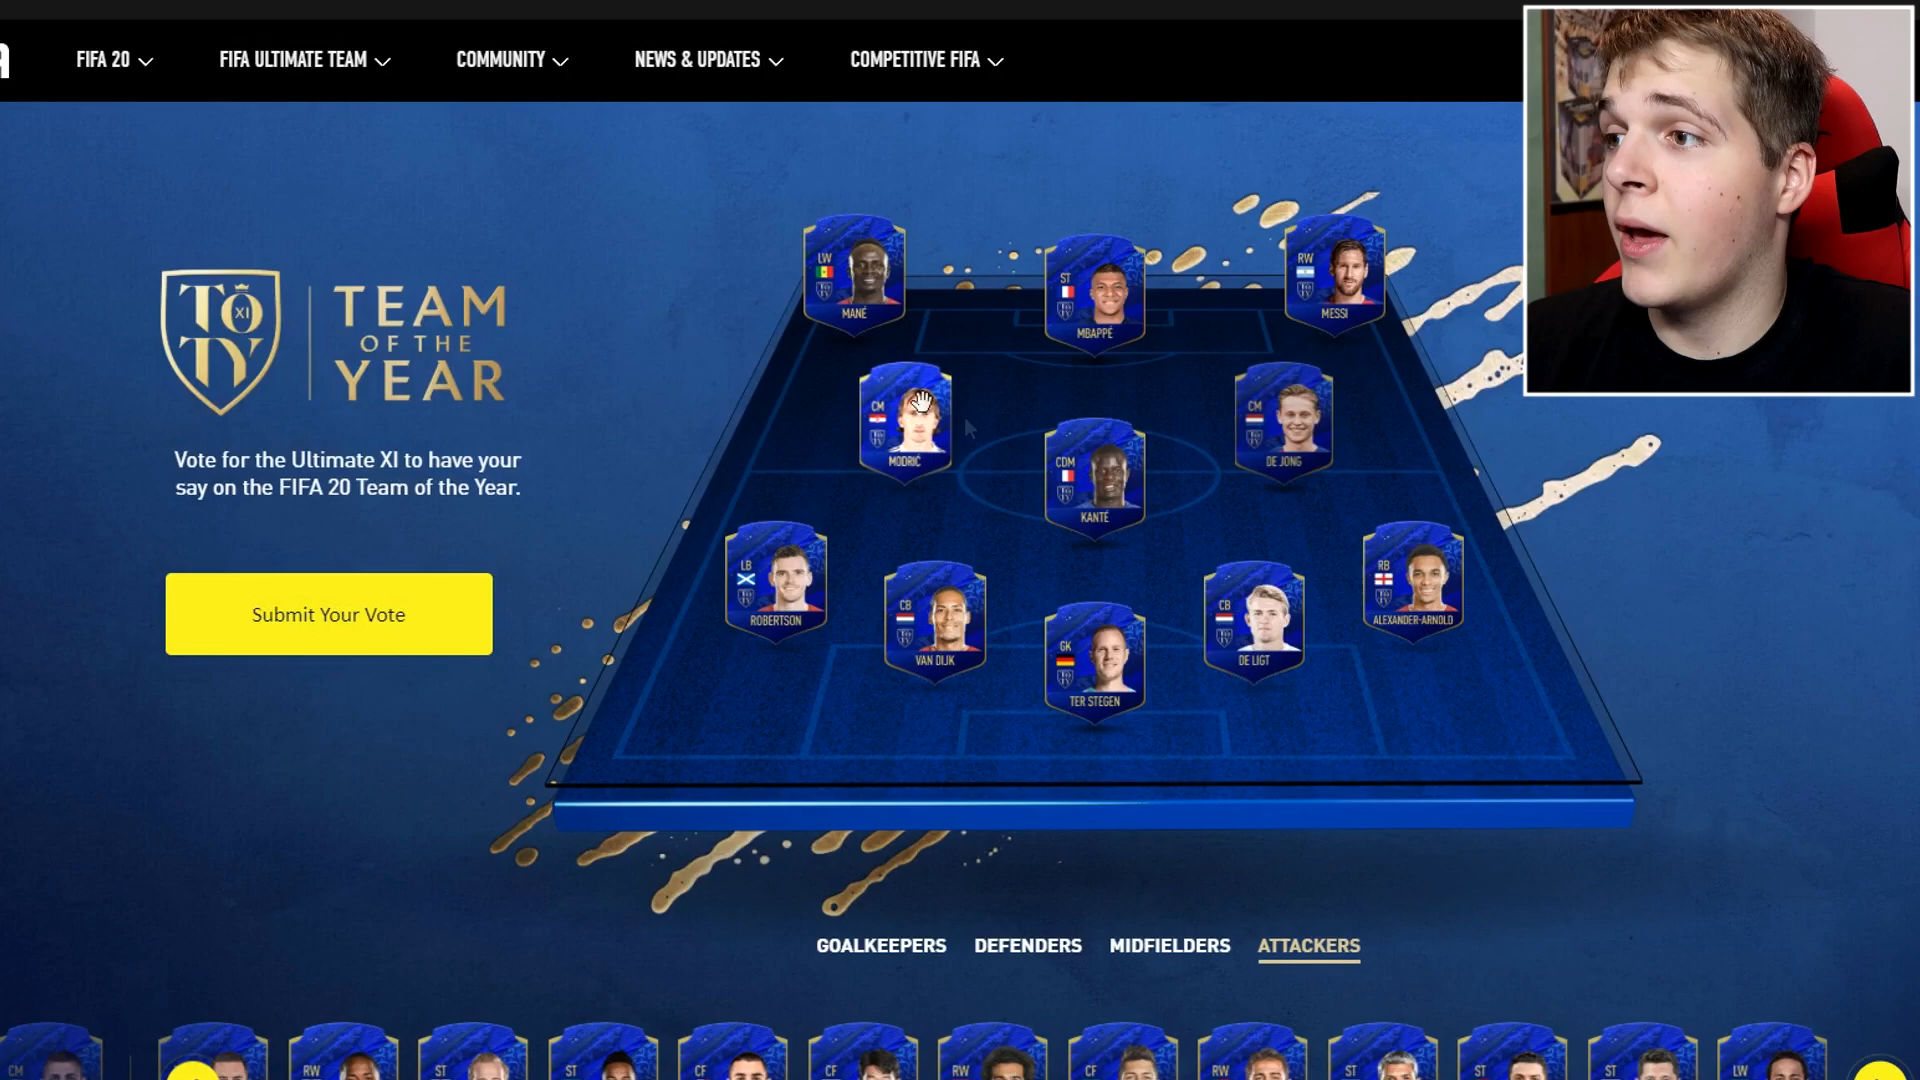 FIFA 20
FIFA ULTIMATE TEAM
COMMUNITY
NEWS & UPDATES
COMPETITIVE FIFA
TOTY XI
TEAM
OF THE
YEAR
Vote for the Ultimate XI to have your
say on the FIFA 20 Team of the Year.
Submit Your Vote
LW
MANÉ
ST
MBAPPÉ
RW
MESSI
CM
MODRIĆ
CDM
KANTÉ
CM
DE JONG
LB
ROBERTSON
CB
VAN DIJK
GK
TER STEGEN
CB
DE LIGT
RB
ALEXANDER-ARNOLD
GOALKEEPERS DEFENDERS MIDFIELDERS ATTACKERS
CM RW ST ST CF CF RW CF RW ST ST ST LW